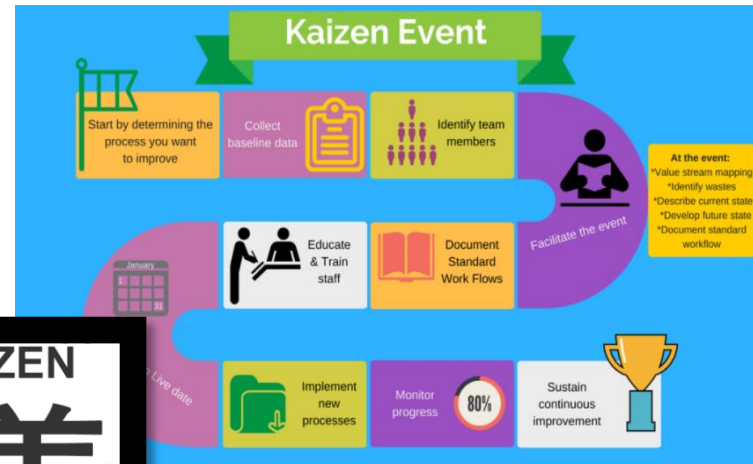 Kaizen Event
Start by determining the
process you want
to improve
Collect
baseline data
Identify team
members
Facilitate the event
At the event:
*Value stream mapping
*Identify wastes
*Describe current state
*Develop future state
*Document standard
workflow
Document
Standard
Work Flows
Educate
& Train
staff
January
1
31
Live date
Implement
new
processes
Monitor
progress
80%
Sustain
continuous
improvement
ZEN